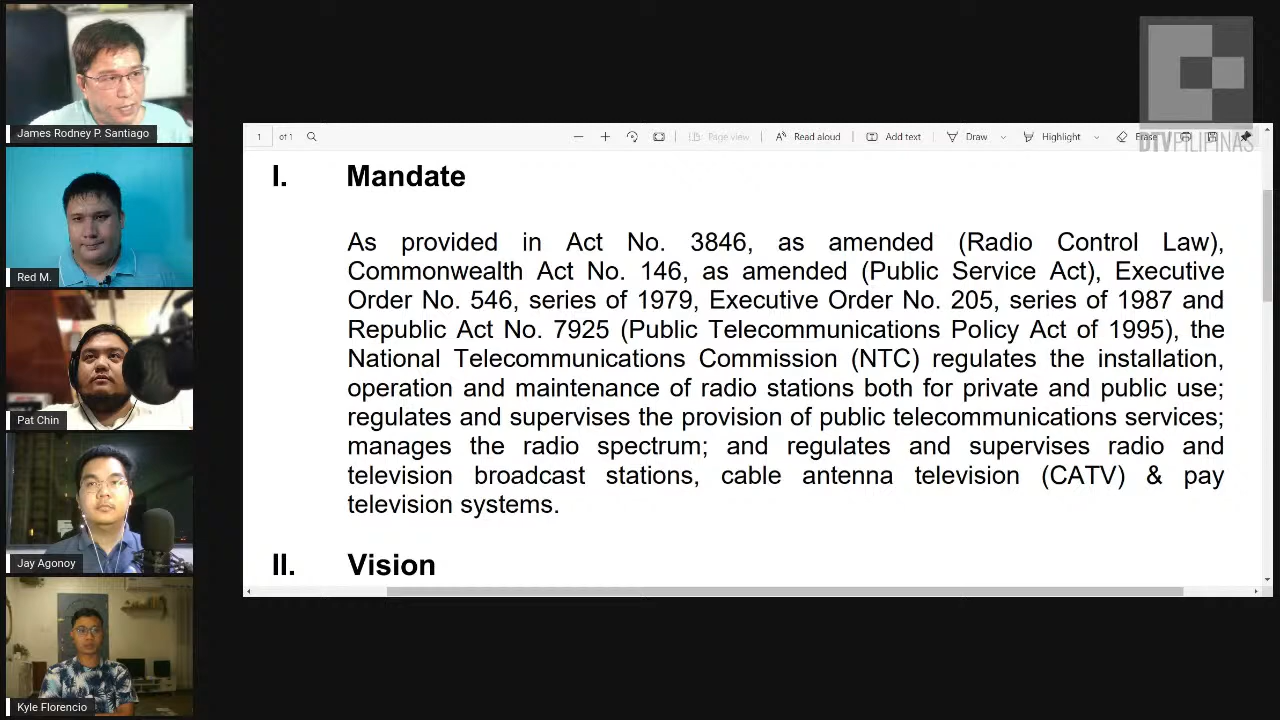 James Rodney P. Santiago
Red M.
Pat Chin
Jay Agonoy
Kyle Florencio
DTVPILIPINAS
1 of 1
Page view
Read aloud
Add text
Draw
Highlight
Erase
I. Mandate
As provided in Act No. 3846, as amended (Radio Control Law),
Commonwealth Act No. 146, as amended (Public Service Act), Executive
Order No. 546, series of 1979, Executive Order No. 205, series of 1987 and
Republic Act No. 7925 (Public Telecommunications Policy Act of 1995), the
National Telecommunications Commission (NTC) regulates the installation,
operation and maintenance of radio stations both for private and public use;
regulates and supervises the provision of public telecommunications services;
manages the radio spectrum; and regulates and supervises radio and
television broadcast stations, cable antenna television (CATV) & pay
television systems.
II. Vision